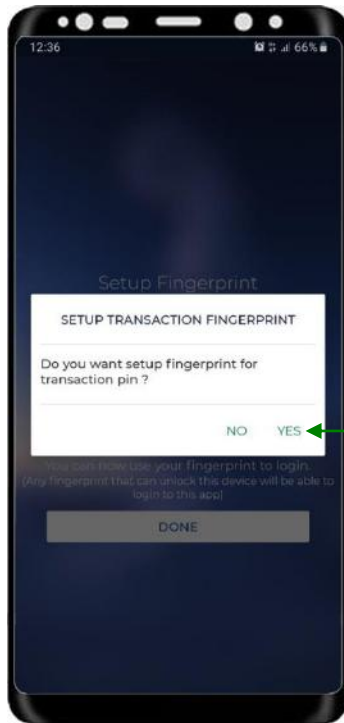 12:36
66%
Setup Fingerprint
SETUP TRANSACTION FINGERPRINT
Do you want setup fingerprint for
transaction pin ?
NO YES
You can now use your fingerprint to login.
(Any fingerprint that can unlock this device will be able to
login to this app)
DONE